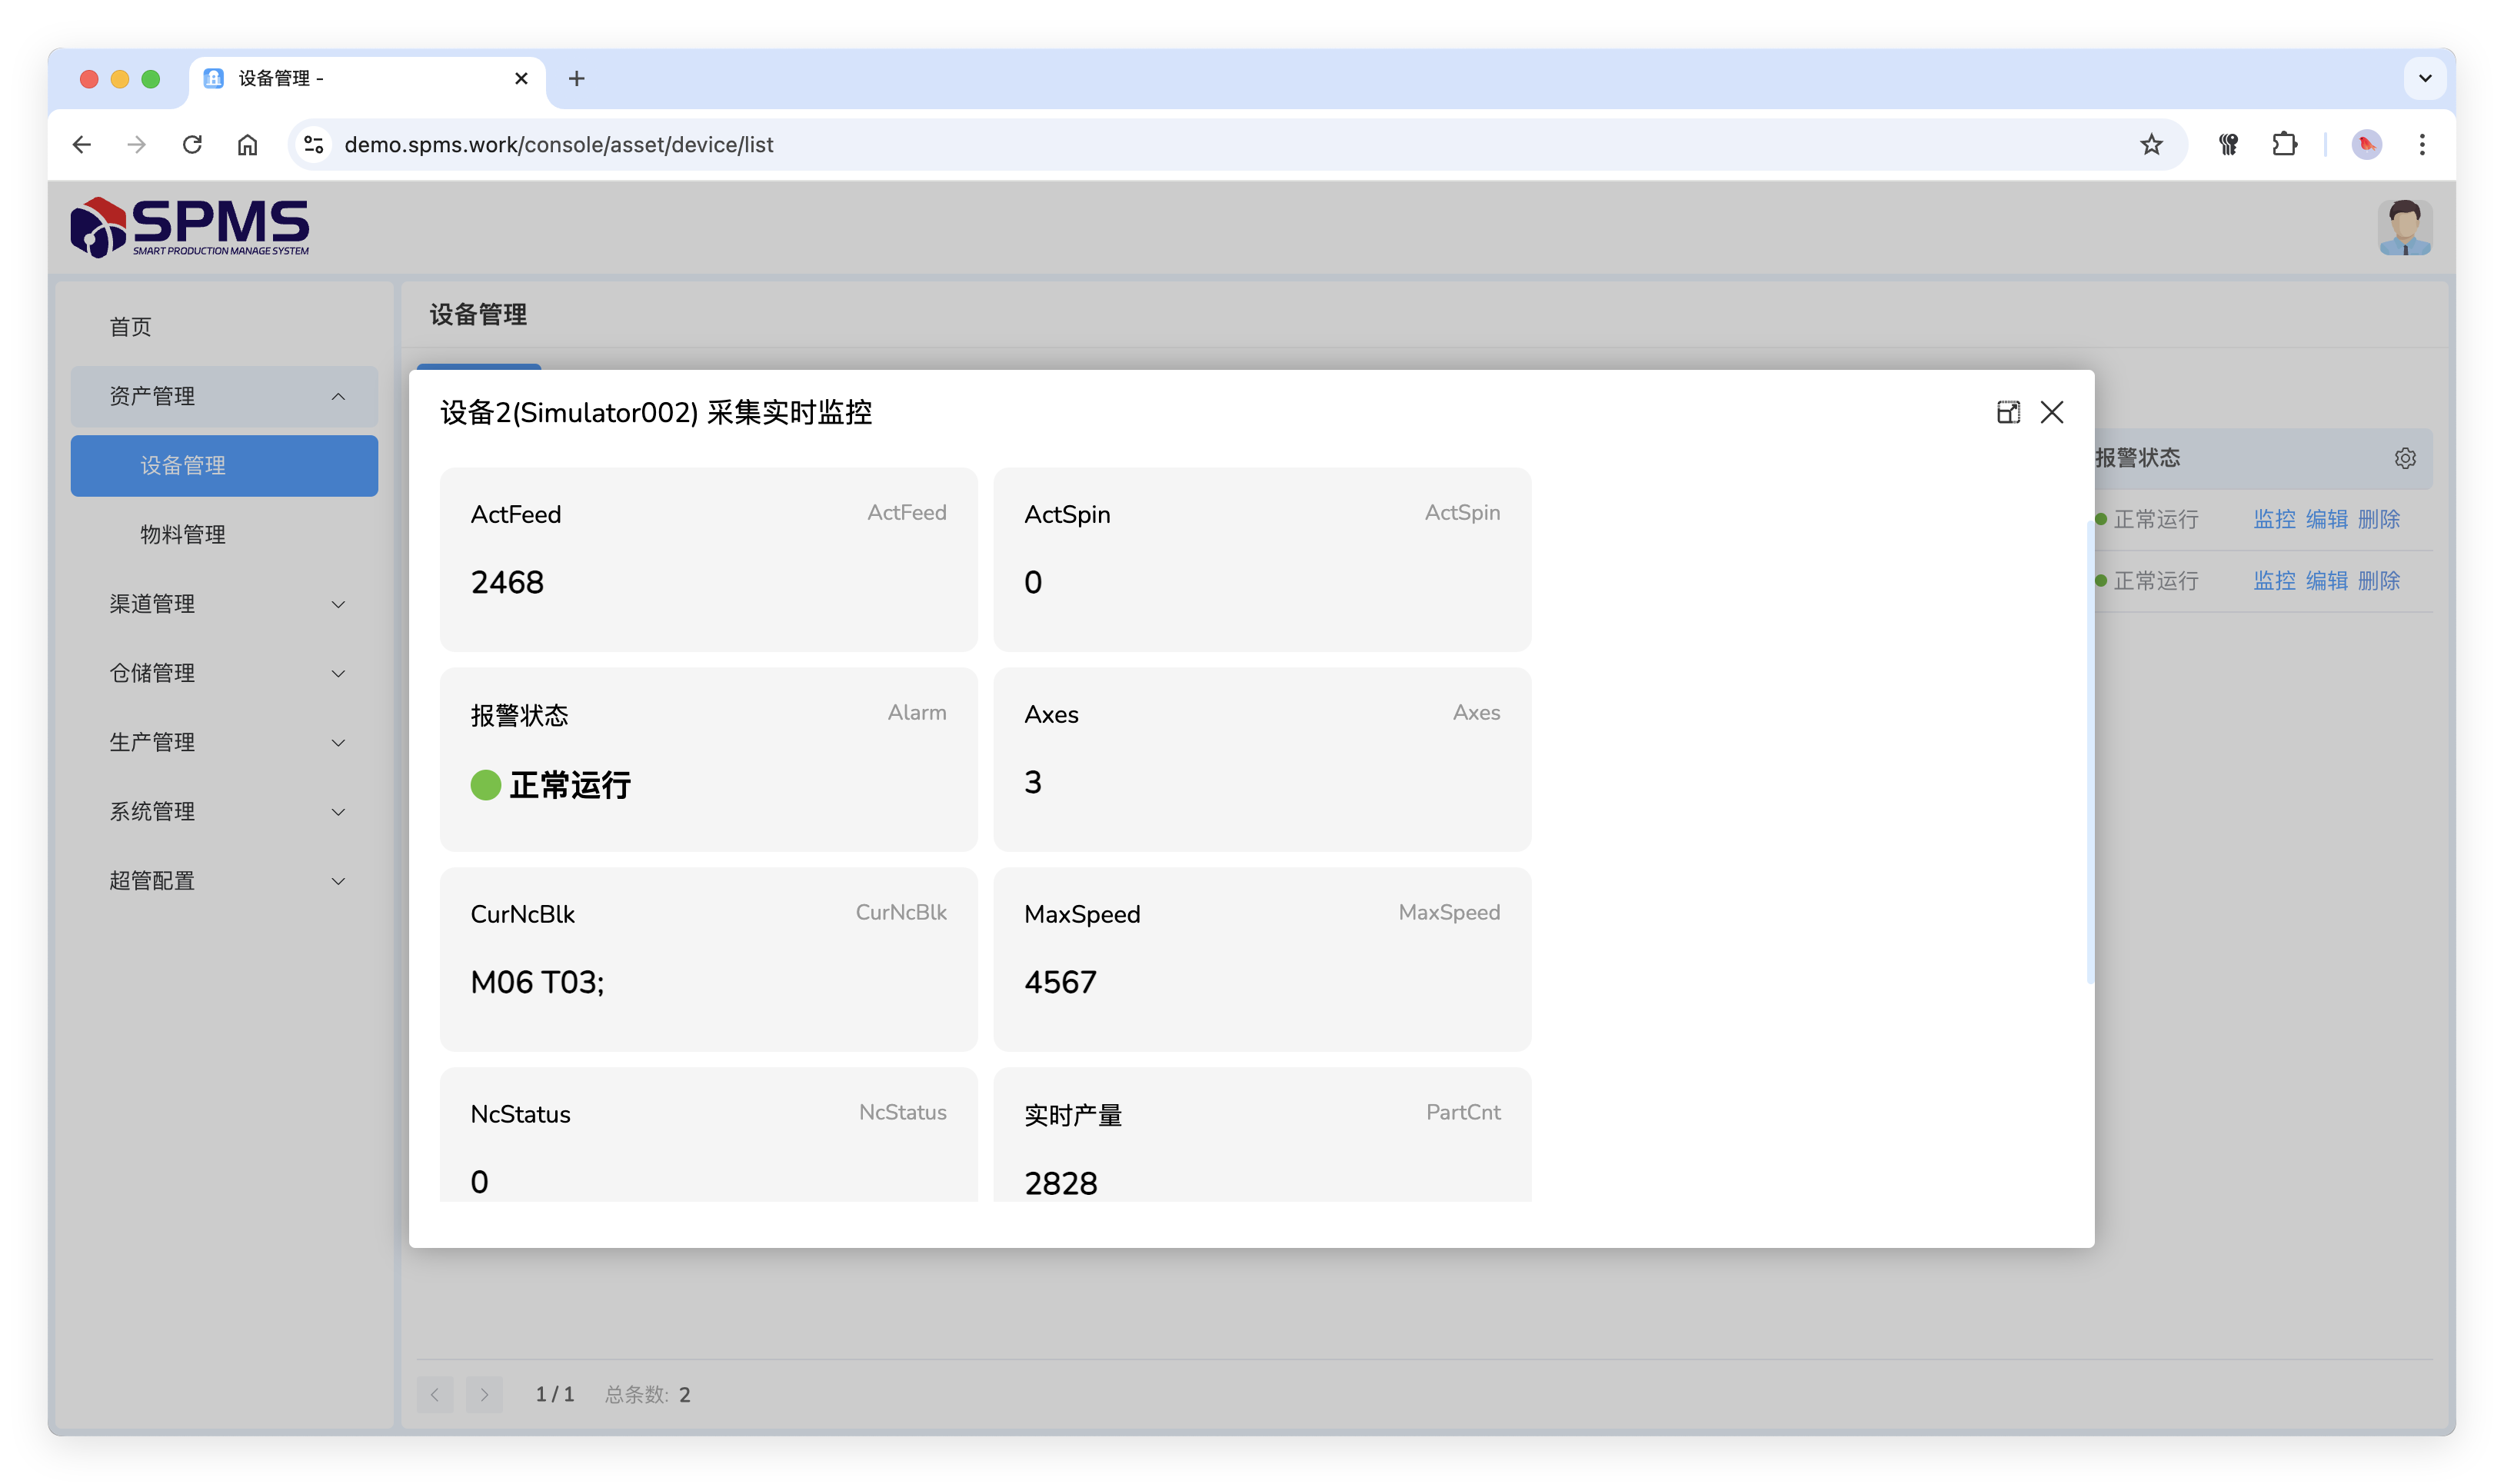 设备管理 -
demo.spms.work/console/asset/device/list
SPMS
SMART PRODUCTION MANAGE SYSTEM
首页
资产管理
设备管理
物料管理
渠道管理
仓储管理
生产管理
系统管理
超管配置
设备管理
报警状态
正常运行 监控 编辑 删除
正常运行 监控 编辑 删除
设备2(Simulator002) 采集实时监控
ActFeed ActFeed
2468
ActSpin ActSpin
0
报警状态 Alarm
正常运行
Axes Axes
3
CurNcBlk CurNcBlk
M06 T03;
MaxSpeed MaxSpeed
4567
NcStatus NcStatus
0
实时产量 PartCnt
2828
1 / 1 总条数: 2